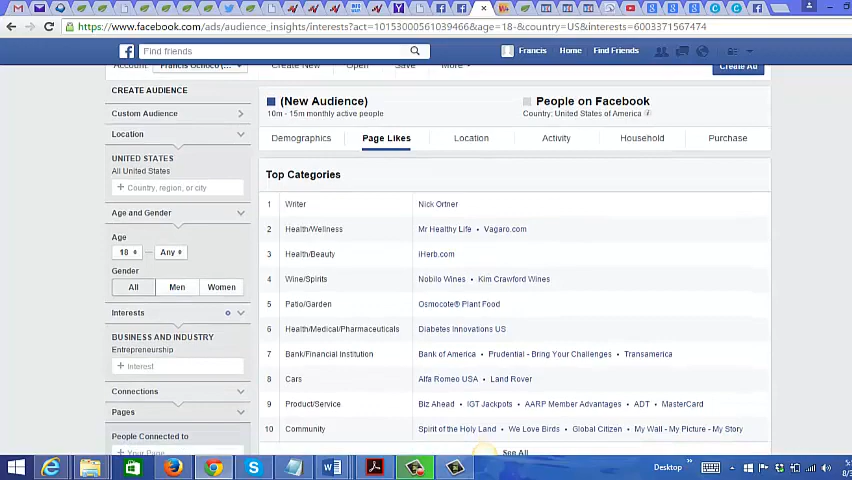 https://www.facebook.com/ads/audience_insights/interests?act=10153000561039466&age=18-&country=US&interests=6003371567474
Find friends
Francis Home Find Friends
Account: Francis Ochoco (... Create New Open Save More Create Ad
CREATE AUDIENCE
Custom Audience
Location
UNITED STATES
All United States
+ Country, region, or city
Age and Gender
Age
18 — Any
Gender
All Men Women
Interests
BUSINESS AND INDUSTRY
Entrepreneurship
+ Interest
Connections
Pages
People Connected to
+ Your Page
(New Audience)
10m - 15m monthly active people
People on Facebook
Country: United States of America
Demographics Page Likes Location Activity Household Purchase
Top Categories
1 Writer Nick Ortner
2 Health/Wellness Mr Healthy Life • Vagaro.com
3 Health/Beauty iHerb.com
4 Wine/Spirits Nobilo Wines • Kim Crawford Wines
5 Patio/Garden Osmocote® Plant Food
6 Health/Medical/Pharmaceuticals Diabetes Innovations US
7 Bank/Financial Institution Bank of America • Prudential - Bring Your Challenges • Transamerica
8 Cars Alfa Romeo USA • Land Rover
9 Product/Service Biz Ahead • IGT Jackpots • AARP Member Advantages • ADT • MasterCard
10 Community Spirit of the Holy Land • We Love Birds • Global Citizen • My Wall - My Picture - My Story
See All
Desktop